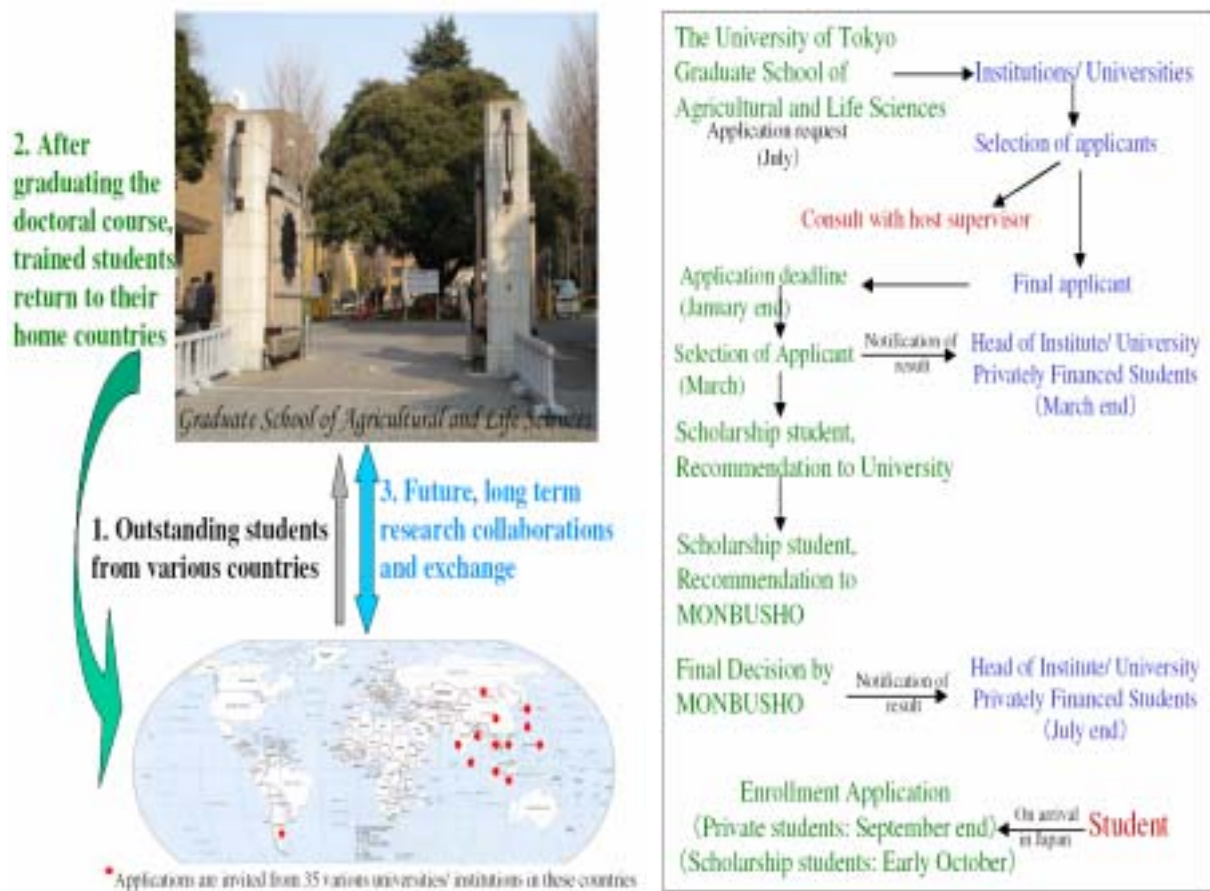 2. After
graduating the
doctoral course,
trained students
return to their
home countries
Graduate School of Agricultural and Life Sciences
1. Outstanding students
from various countries
3. Future, long term
research collaborations
and exchange
*Applications are invited from 35 various universities/ institutions in these countries
The University of Tokyo
Graduate School of
Agricultural and Life Sciences
Application request
(July)
Institutions/ Universities
Selection of applicants
Consult with host supervisor
Final applicant
Application deadline
(January end)
Selection of Applicant
(March)
Notification of
result
Head of Institute/ University
Privately Financed Students
(March end)
Scholarship student,
Recommendation to University
Scholarship student,
Recommendation to
MONBUSHO
Final Decision by
MONBUSHO
Notification of
result
Head of Institute/ University
Privately Financed Students
(July end)
Enrollment Application
(Private students: September end)
(Scholarship students: Early October)
On arrival
in Japan
Student